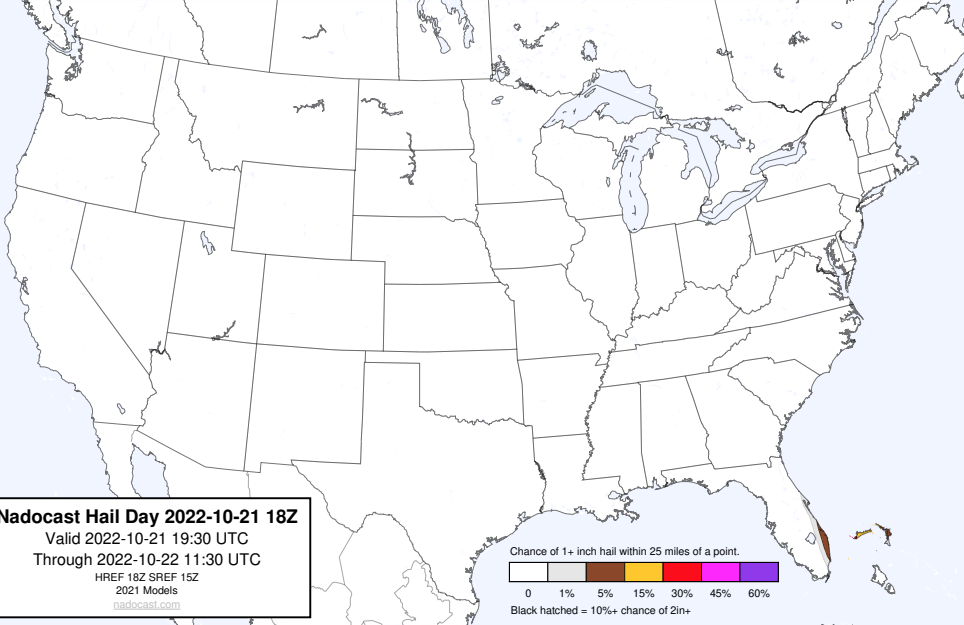 Nadocast Hail Day 2022-10-21 18Z
Valid 2022-10-21 19:30 UTC
Through 2022-10-22 11:30 UTC
HREF 18Z SREF 15Z
2021 Models
nadocast.com
Chance of 1+ inch hail within 25 miles of a point.
0 1% 5% 15% 30% 45% 60%
Black hatched = 10%+ chance of 2in+